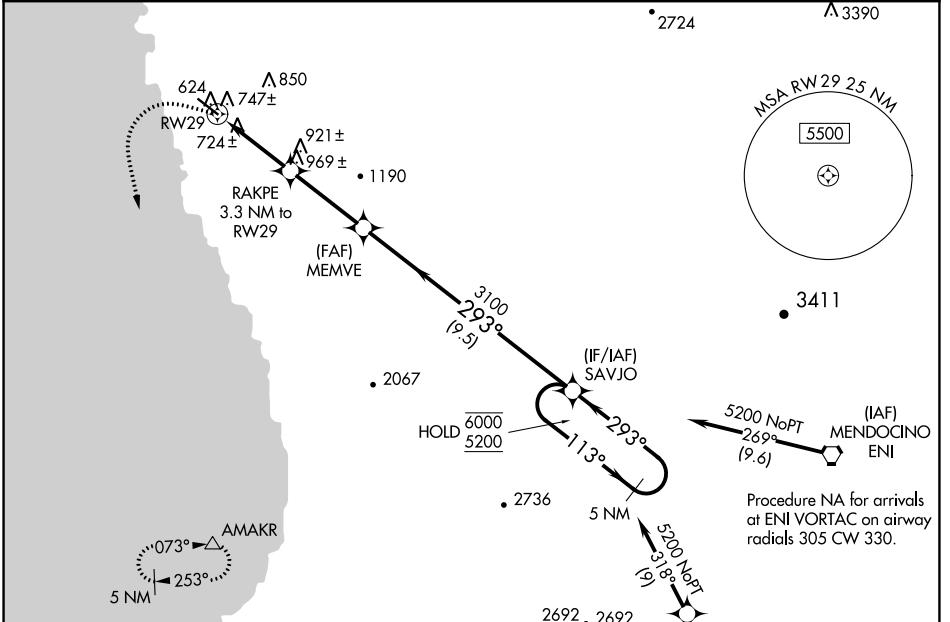 2724
3390
850
624
747±
RW29
724±
921±
969±
1190
RAKPE
3.3 NM to
RW29
(FAF)
MEMVE
MSA RW 29 25 NM
5500
3411
3100
293°
(9.5)
(IF/IAF)
SAVJO
2067
HOLD
6000
5200
293°
113°
5 NM
5200 NoPT
269°
(9.6)
(IAF)
MENDOCINO
ENI
Procedure NA for arrivals
at ENI VORTAC on airway
radials 305 CW 330.
2736
5200 NoPT
318°
(9)
AMAKR
073°
253°
5 NM
2692
2692